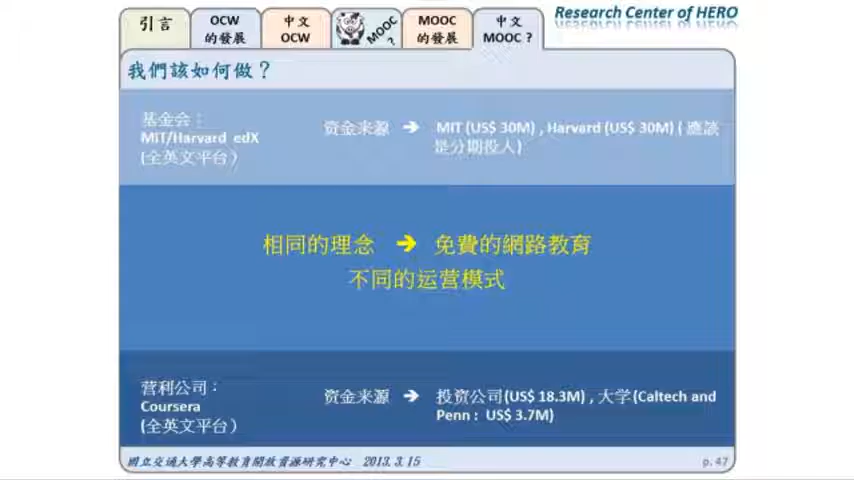 引言
OCW
的發展
中文
OCW
MOOC
?
MOOC
的發展
中文
MOOC ?
Research Center of HERO
我們該如何做？
基金会：
MIT/Harvard edX
(全英文平台）
资金来源 → MIT (US$ 30M) , Harvard (US$ 30M) ( 應該
是分期投入)
相同的理念 → 免費的網路教育
不同的运营模式
营利公司：
Coursera
(全英文平台）
资金来源 → 投资公司(US$ 18.3M) , 大学(Caltech and
Penn : US$ 3.7M)
國立交通大學高等教育開放資源研究中心 2013.3.15
p. 47